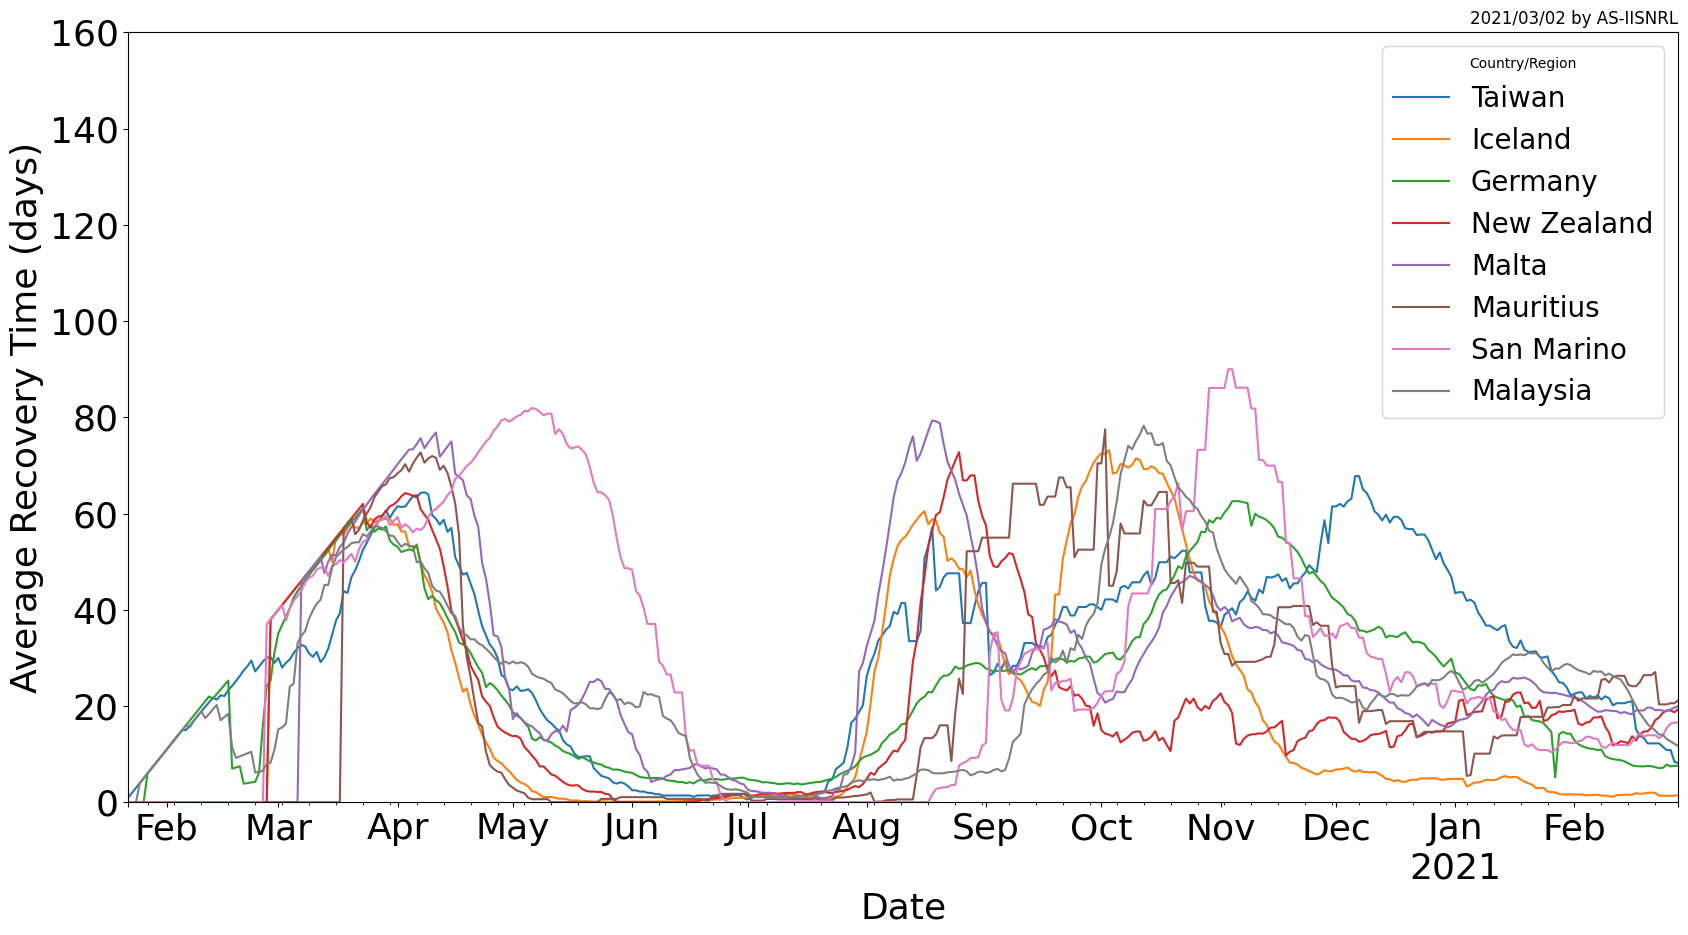 2021/03/02 by AS-IISNRL
160
140
120
100
80
60
40
20
0
Average Recovery Time (days)
Country/Region
Taiwan
Iceland
Germany
New Zealand
Malta
Mauritius
San Marino
Malaysia
Feb Mar Apr May Jun Jul Aug Sep Oct Nov Dec Jan Feb
2021
Date